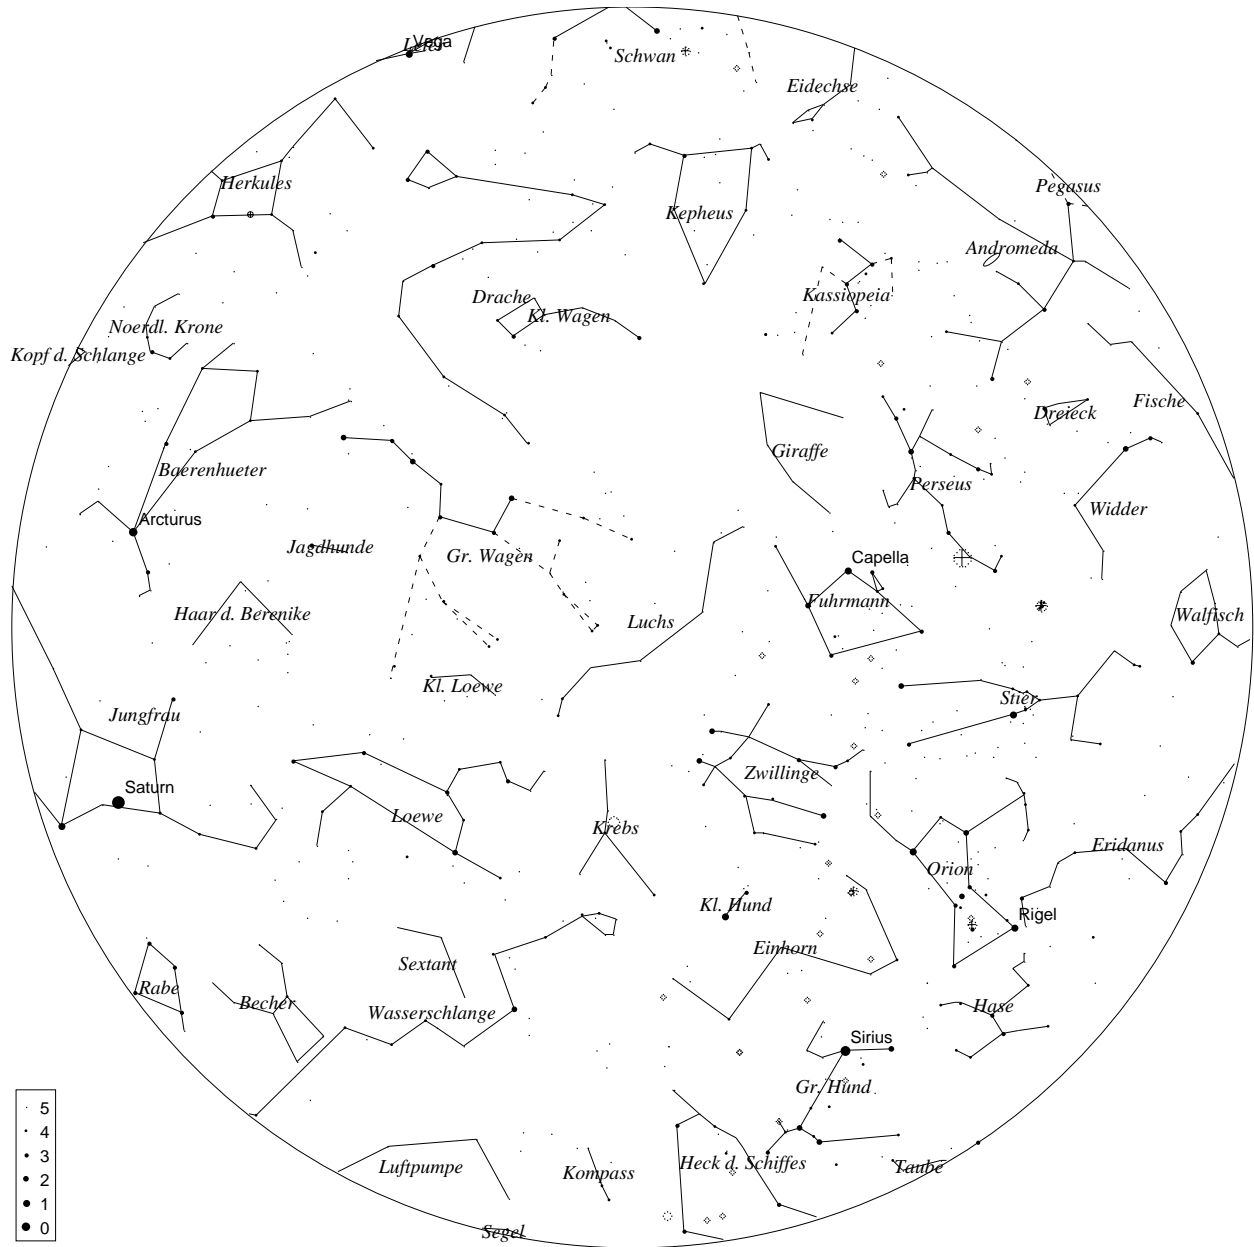 Leier
Vega
Schwan
Eidechse
Herkules
Pegasus
Kepheus
Andromeda
Drache
Kassiopeia
Kl. Wagen
Noerdl. Krone
Kopf d. Schlange
Dreieck
Fische
Giraffe
Baerenhueter
Perseus
Widder
Arcturus
Jagdhunde
Gr. Wagen
Capella
Fuhrmann
Haar d. Berenike
Luchs
Walfisch
Kl. Loewe
Stier
Jungfrau
Zwillinge
Saturn
Loewe
Krebs
Eridanus
Orion
Kl. Hund
Rigel
Einhorn
Sextant
Rabe
Becher
Wasserschlange
Hase
Sirius
Gr. Hund
5
4
3
2
1
0
Luftpumpe
Kompass
Heck d. Schiffes
Taube
Segel